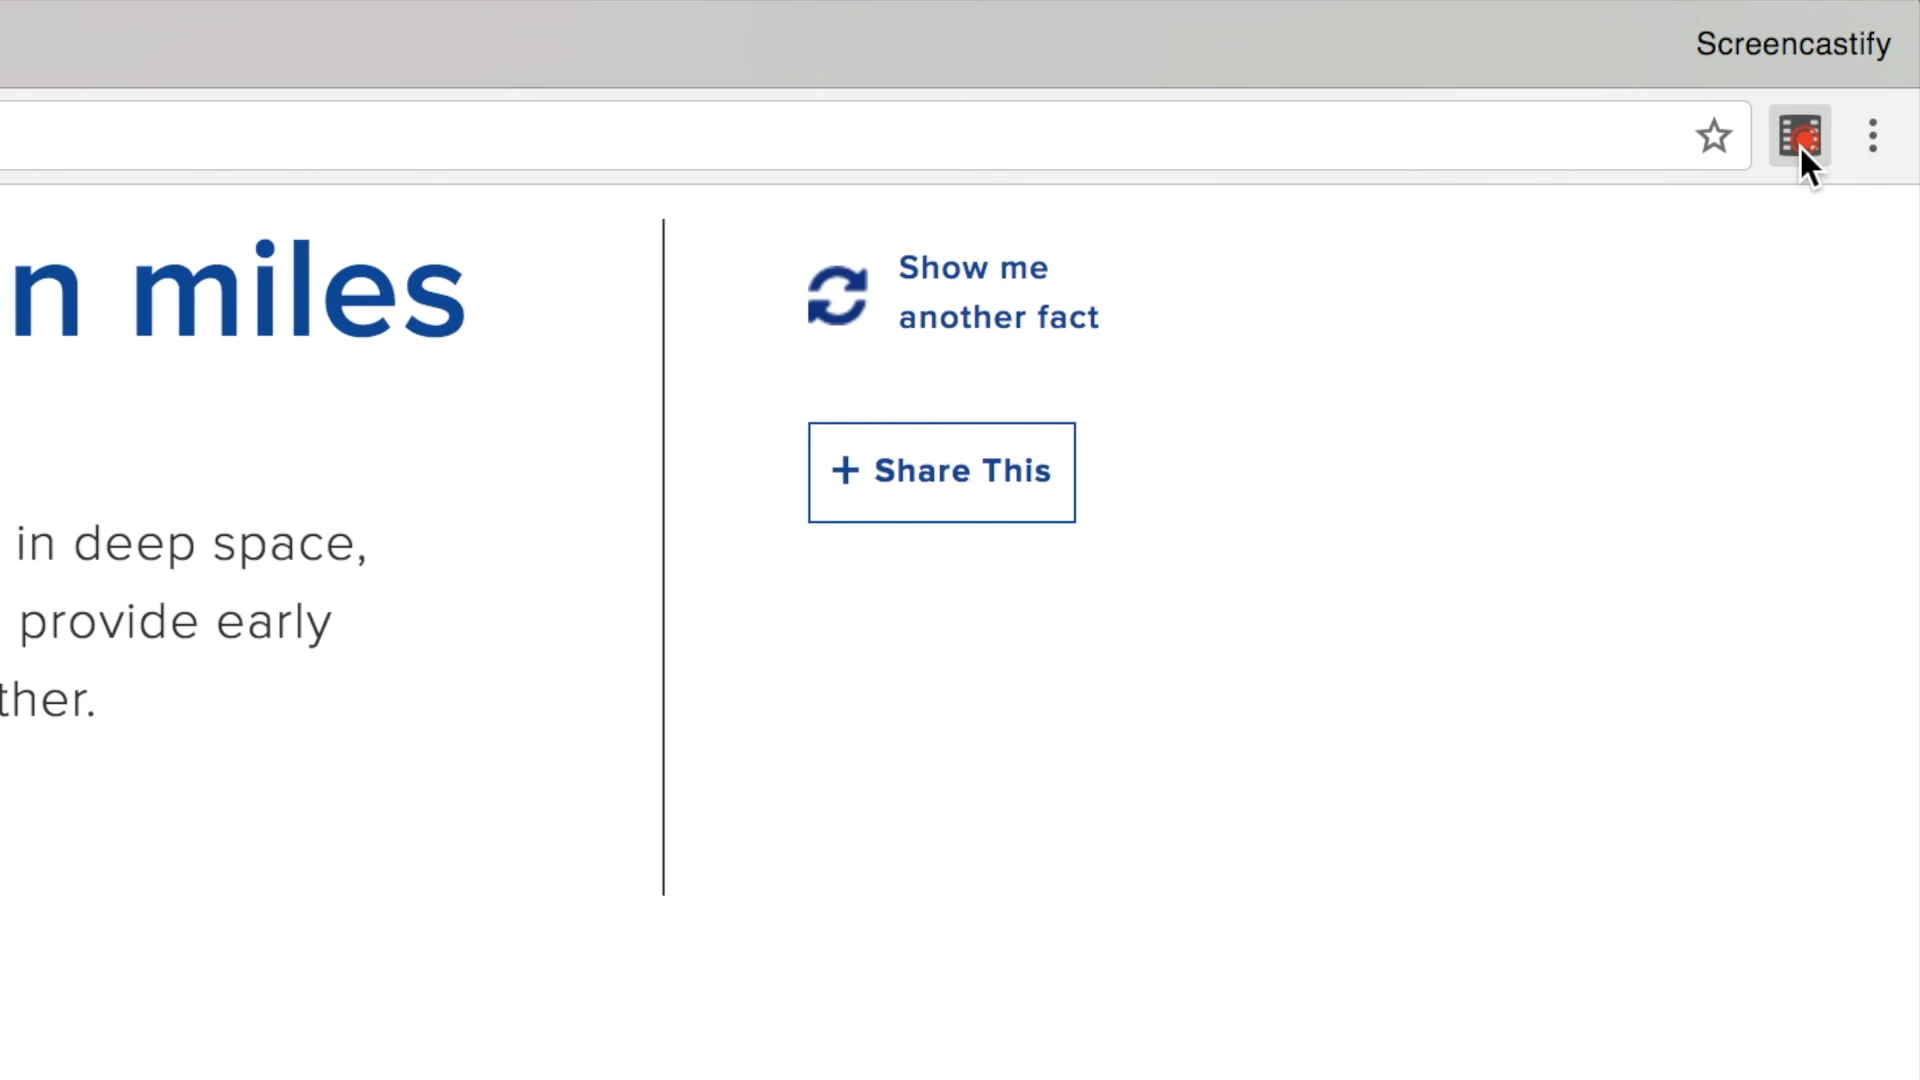 Screencastify
n miles
Show me
another fact
+ Share This
in deep space,
provide early
ther.